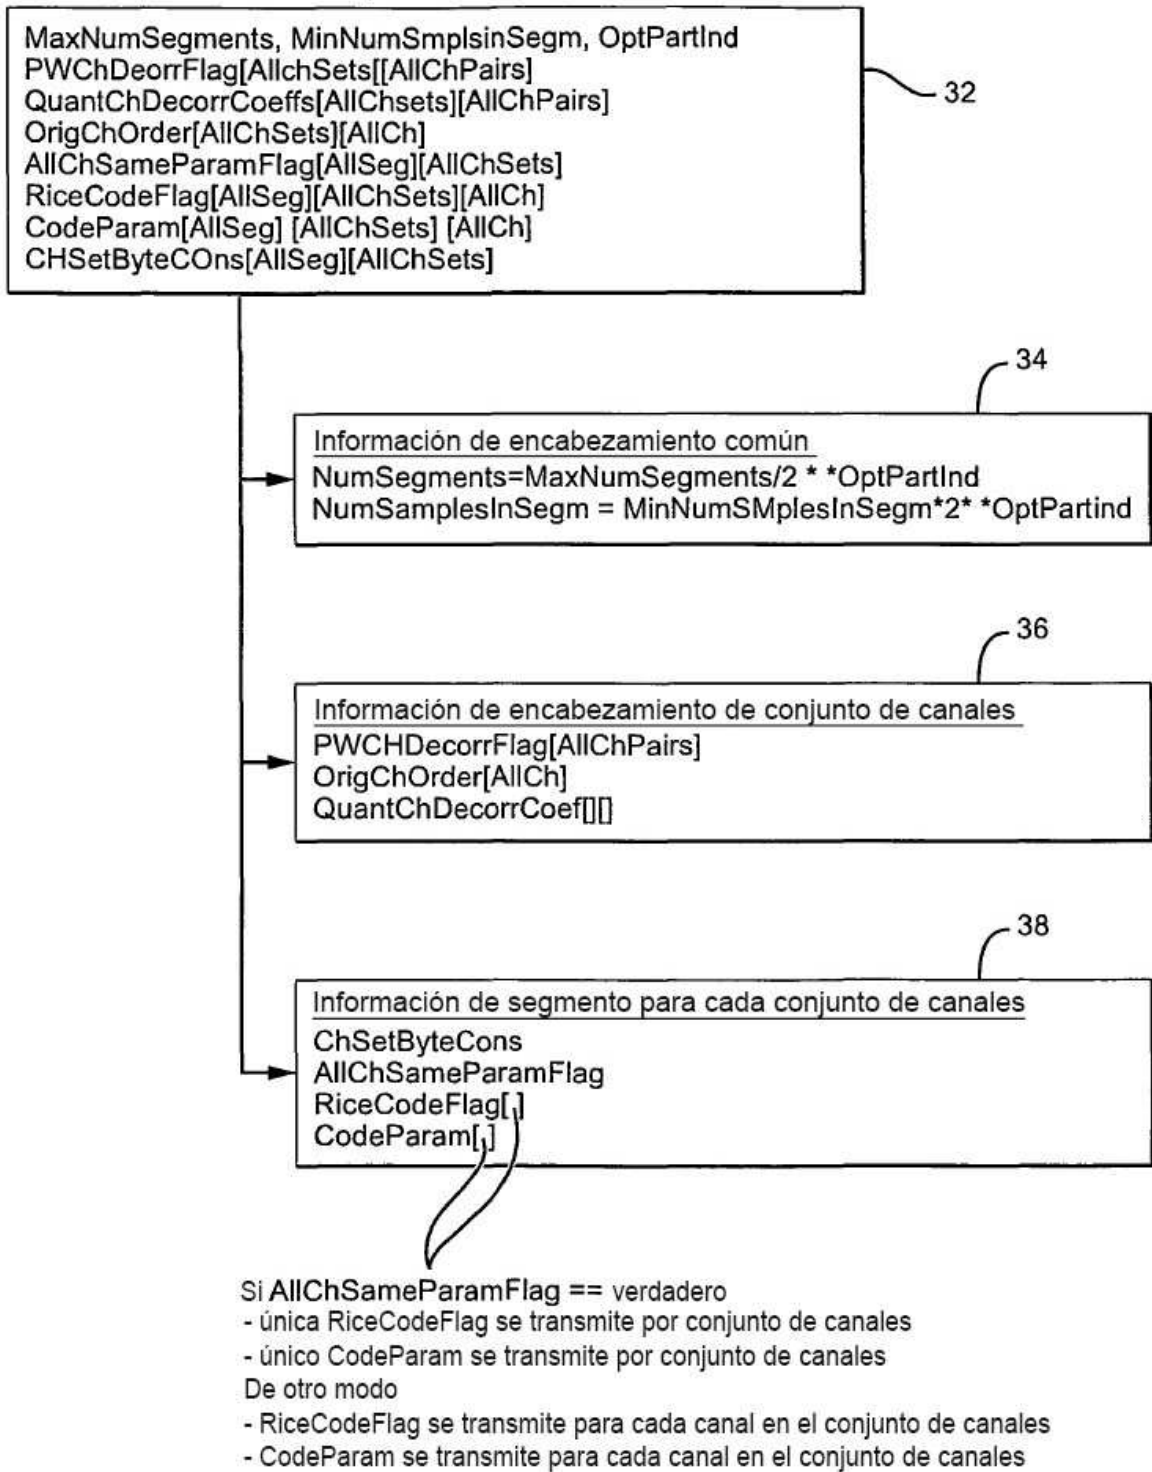 MaxNumSegments, MinNumSmplsinSegm, OptPartInd
PWChDeorrFlag[AllchSets[[AllChPairs]
QuantChDecorrCoeffs[AllChsets][AllChPairs]
OrigChOrder[AllChSets][AllCh]
AllChSameParamFlag[AllSeg][AllChSets]
RiceCodeFlag[AllSeg][AllChSets][AllCh]
CodeParam[AllSeg] [AllChSets] [AllCh]
CHSetByteCOns[AllSeg][AllChSets]
32
34
Información de encabezamiento común
NumSegments=MaxNumSegments/2 * *OptPartInd
NumSamplesInSegm = MinNumSMplesInSegm*2* *OptPartind
36
Información de encabezamiento de conjunto de canales
PWCHDecorrFlag[AllChPairs]
OrigChOrder[AllCh]
QuantChDecorrCoef[][]
38
Información de segmento para cada conjunto de canales
ChSetByteCons
AllChSameParamFlag
RiceCodeFlag[.]
CodeParam[.]
Si AllChSameParamFlag == verdadero
- única RiceCodeFlag se transmite por conjunto de canales
- único CodeParam se transmite por conjunto de canales
De otro modo
- RiceCodeFlag se transmite para cada canal en el conjunto de canales
- CodeParam se transmite para cada canal en el conjunto de canales